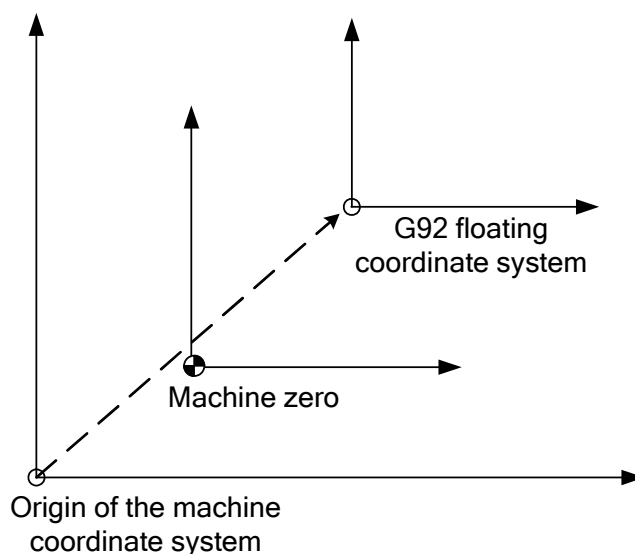 G92 floating
coordinate system
Machine zero
Origin of the machine
coordinate system